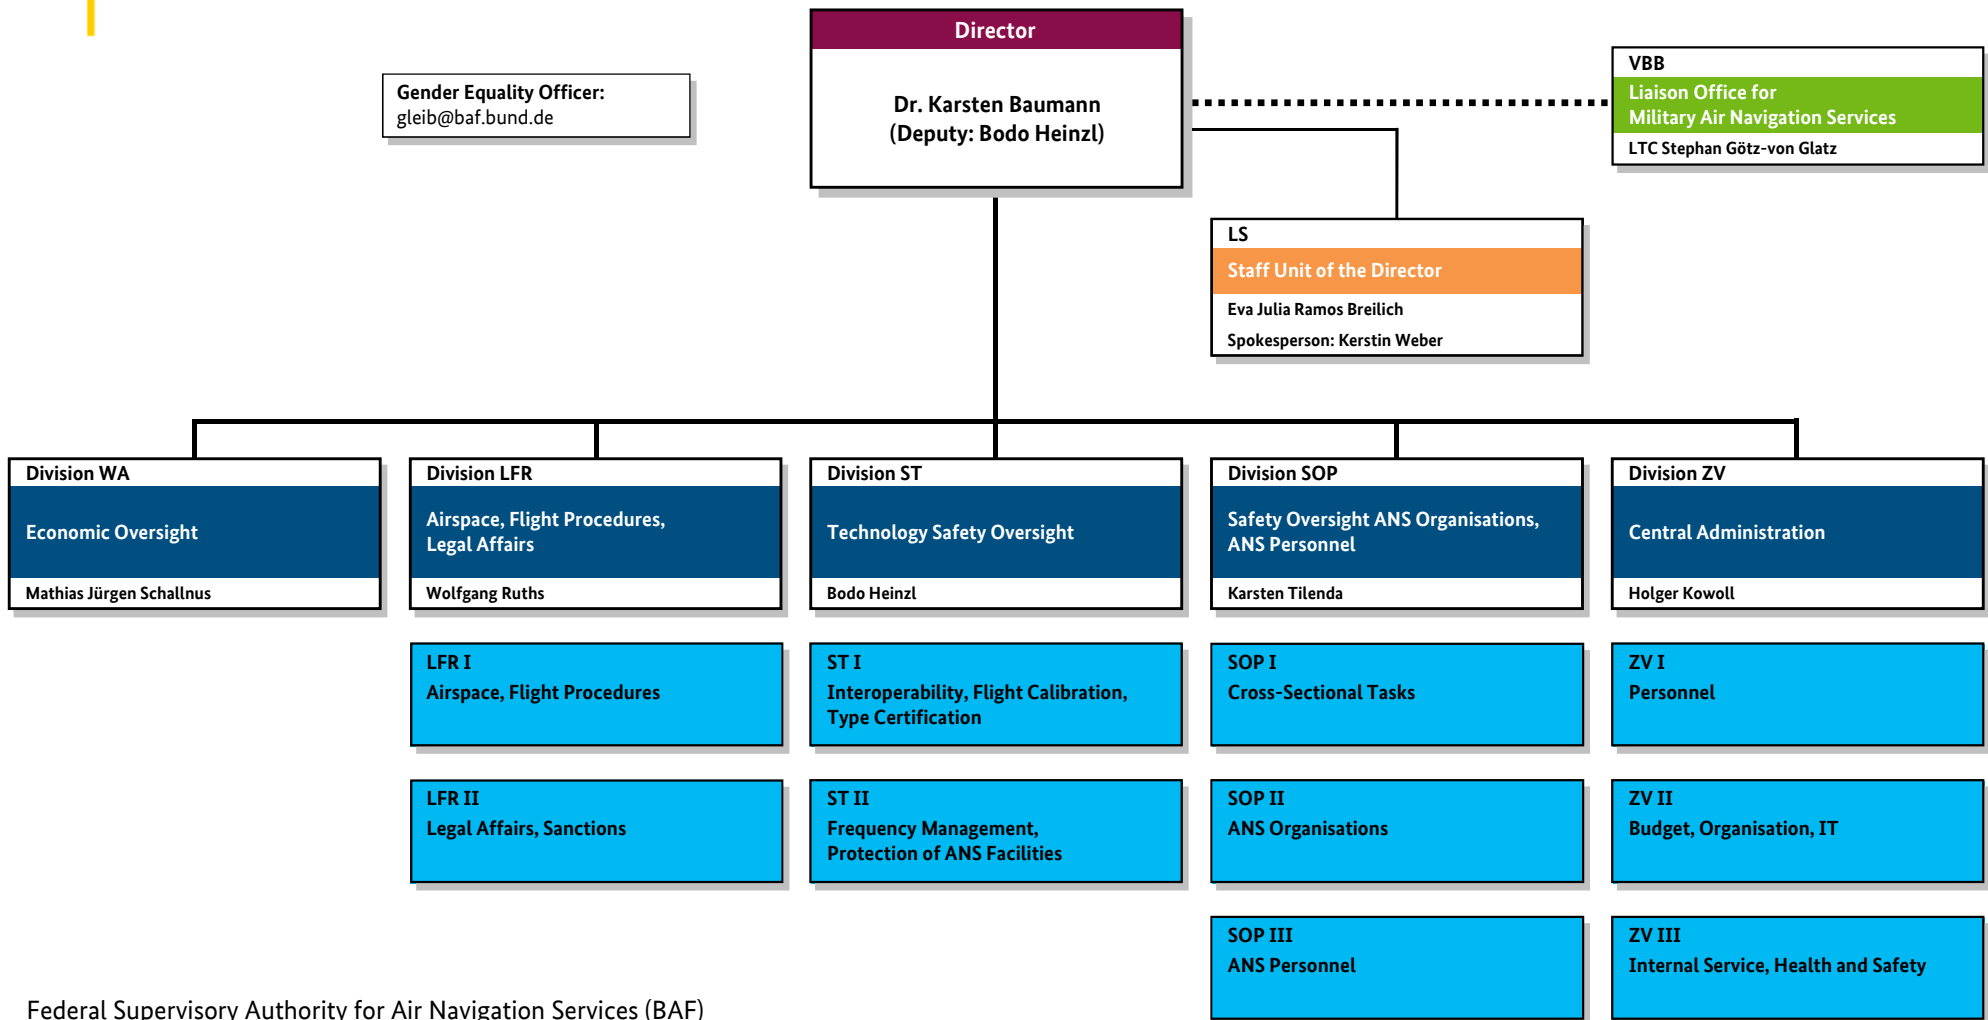 Director
Dr. Karsten Baumann
(Deputy: Bodo Heinzl)
Gender Equality Officer:
gleib@baf.bund.de
VBB
Liaison Office for
Military Air Navigation Services
LTC Stephan Götz-von Glatz
LS
Staff Unit of the Director
Eva Julia Ramos Breilich
Spokesperson: Kerstin Weber
Division WA
Economic Oversight
Mathias Jürgen Schallnus
Division LFR
Airspace, Flight Procedures,
Legal Affairs
Wolfgang Ruths
LFR I
Airspace, Flight Procedures
LFR II
Legal Affairs, Sanctions
Division ST
Technology Safety Oversight
Bodo Heinzl
ST I
Interoperability, Flight Calibration,
Type Certification
ST II
Frequency Management,
Protection of ANS Facilities
Division SOP
Safety Oversight ANS Organisations,
ANS Personnel
Karsten Tilenda
SOP I
Cross-Sectional Tasks
SOP II
ANS Organisations
SOP III
ANS Personnel
Division ZV
Central Administration
Holger Kowoll
ZV I
Personnel
ZV II
Budget, Organisation, IT
ZV III
Internal Service, Health and Safety
Federal Supervisory Authority for Air Navigation Services (BAF)